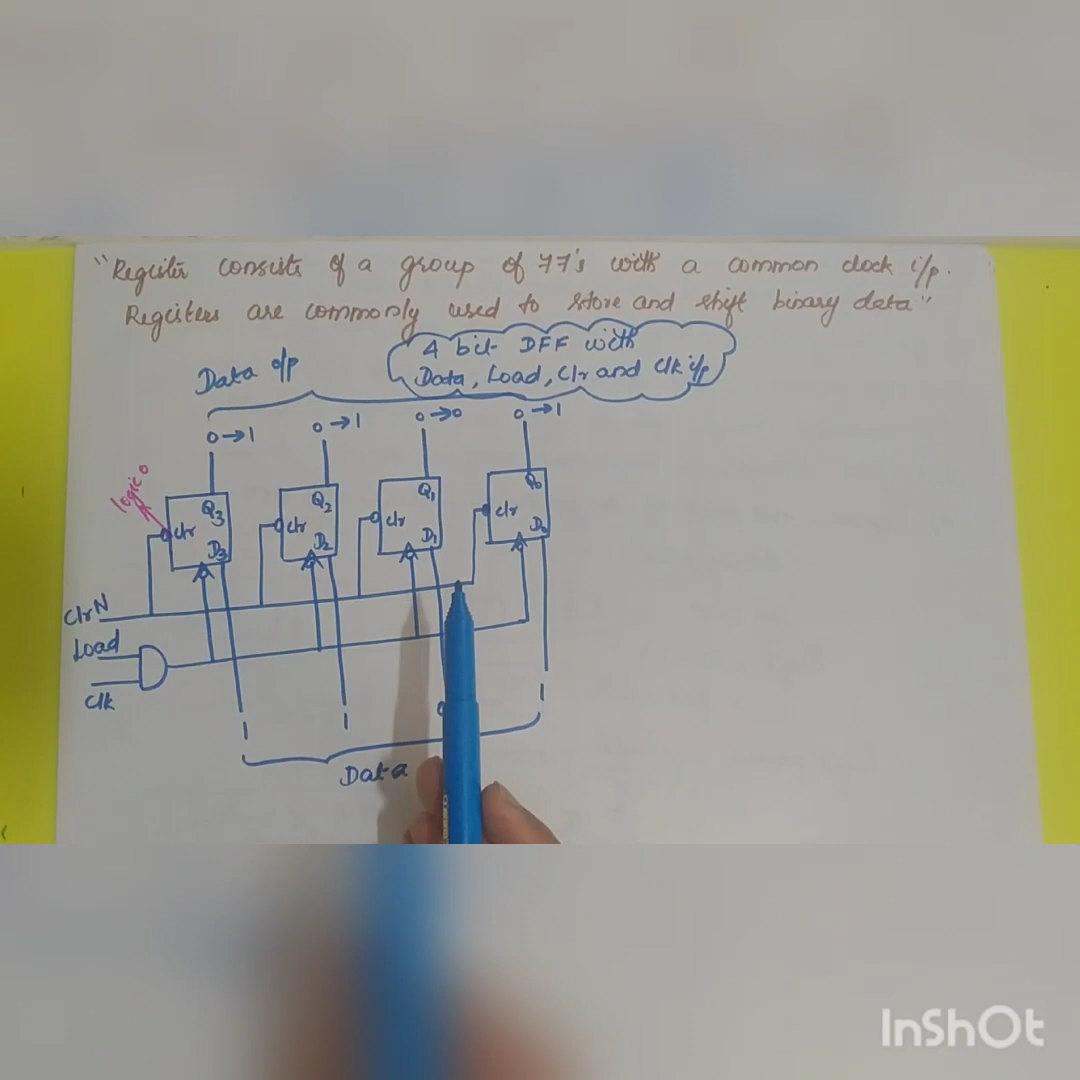 "Register consists of a group of FF's with a common clock i/p.
Registers are commonly used to store and shift binary data"
4 bit DFF with
Data, Load, Clr and Clk i/p
Data o/p
0→1 0→1 0→0 0→1
logic 0
Clr Q3 D3
Clr Q2 D2
Clr Q1 D1
Clr Q0 D0
ClrN
Load
Clk
1 1 1
Data
InShOt